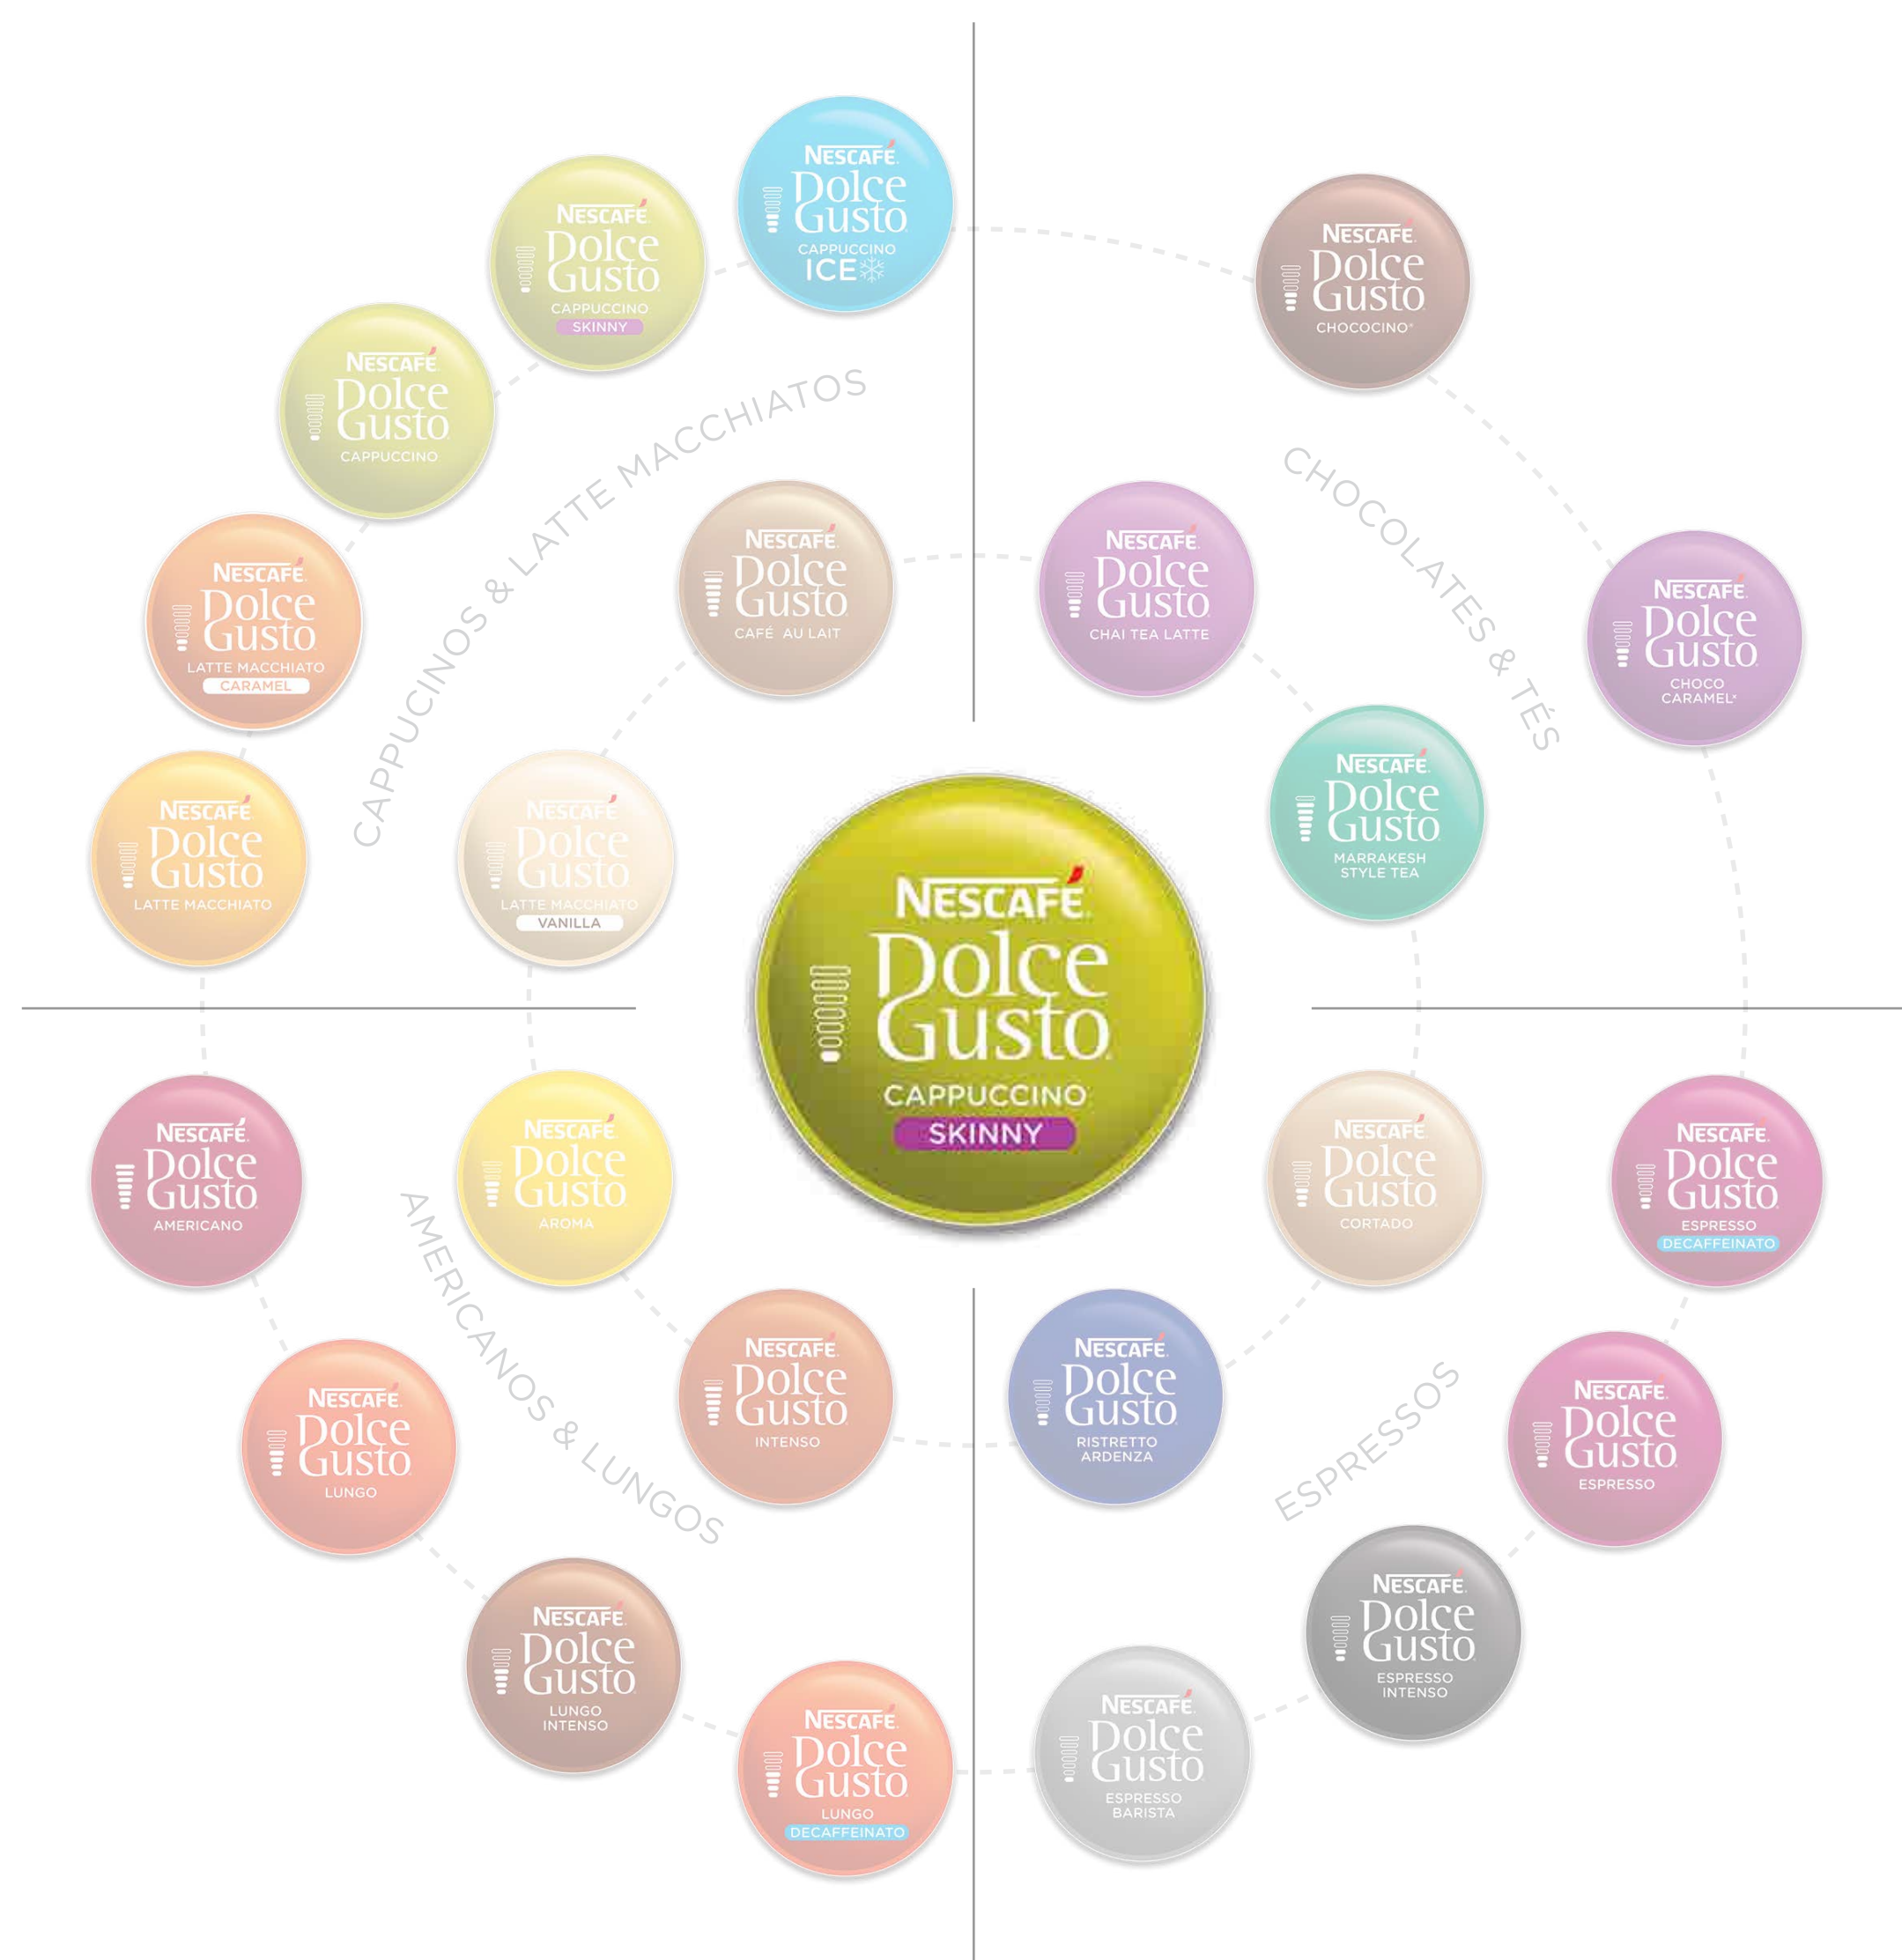 NESCAFÉ.
Dolce
Gusto
CAPPUCCINO
ICE
NESCAFÉ.
Dolce
Gusto
CAPPUCCINO
SKINNY
NESCAFÉ.
Dolce
Gusto
CAPPUCCINO
NESCAFÉ.
Dolce
Gusto
LATTE MACCHIATO
CARAMEL
NESCAFÉ.
Dolce
Gusto
LATTE MACCHIATO
CAPPUCINOS & LATTE MACCHIATOS
NESCAFÉ.
Dolce
Gusto
CAFÉ AU LAIT
NESCAFÉ.
Dolce
Gusto
LATTE MACCHIATO
VANILLA
NESCAFÉ.
Dolce
Gusto
CHOCOCINO®
NESCAFÉ.
Dolce
Gusto
CHOCO
CARAMEL*
CHOCOLATES & TÉS
NESCAFÉ.
Dolce
Gusto
CHAI TEA LATTE
NESCAFÉ.
Dolce
Gusto
MARRAKESH
STYLE TEA
NESCAFÉ.
Dolce
Gusto
CAPPUCCINO
SKINNY
NESCAFÉ.
Dolce
Gusto
AMERICANO
NESCAFÉ.
Dolce
Gusto
AROMA
NESCAFÉ.
Dolce
Gusto
INTENSO
AMERICANOS & LUNGOS
NESCAFÉ.
Dolce
Gusto
LUNGO
NESCAFÉ.
Dolce
Gusto
LUNGO
INTENSO
NESCAFÉ.
Dolce
Gusto
LUNGO
DECAFFEINATO
NESCAFÉ.
Dolce
Gusto
CORTADO
NESCAFÉ.
Dolce
Gusto
ESPRESSO
DECAFFEINATO
NESCAFÉ.
Dolce
Gusto
RISTRETTO
ARDENZA
ESPRESSOS
NESCAFÉ.
Dolce
Gusto
ESPRESSO
NESCAFÉ.
Dolce
Gusto
ESPRESSO
INTENSO
NESCAFÉ.
Dolce
Gusto
ESPRESSO
BARISTA